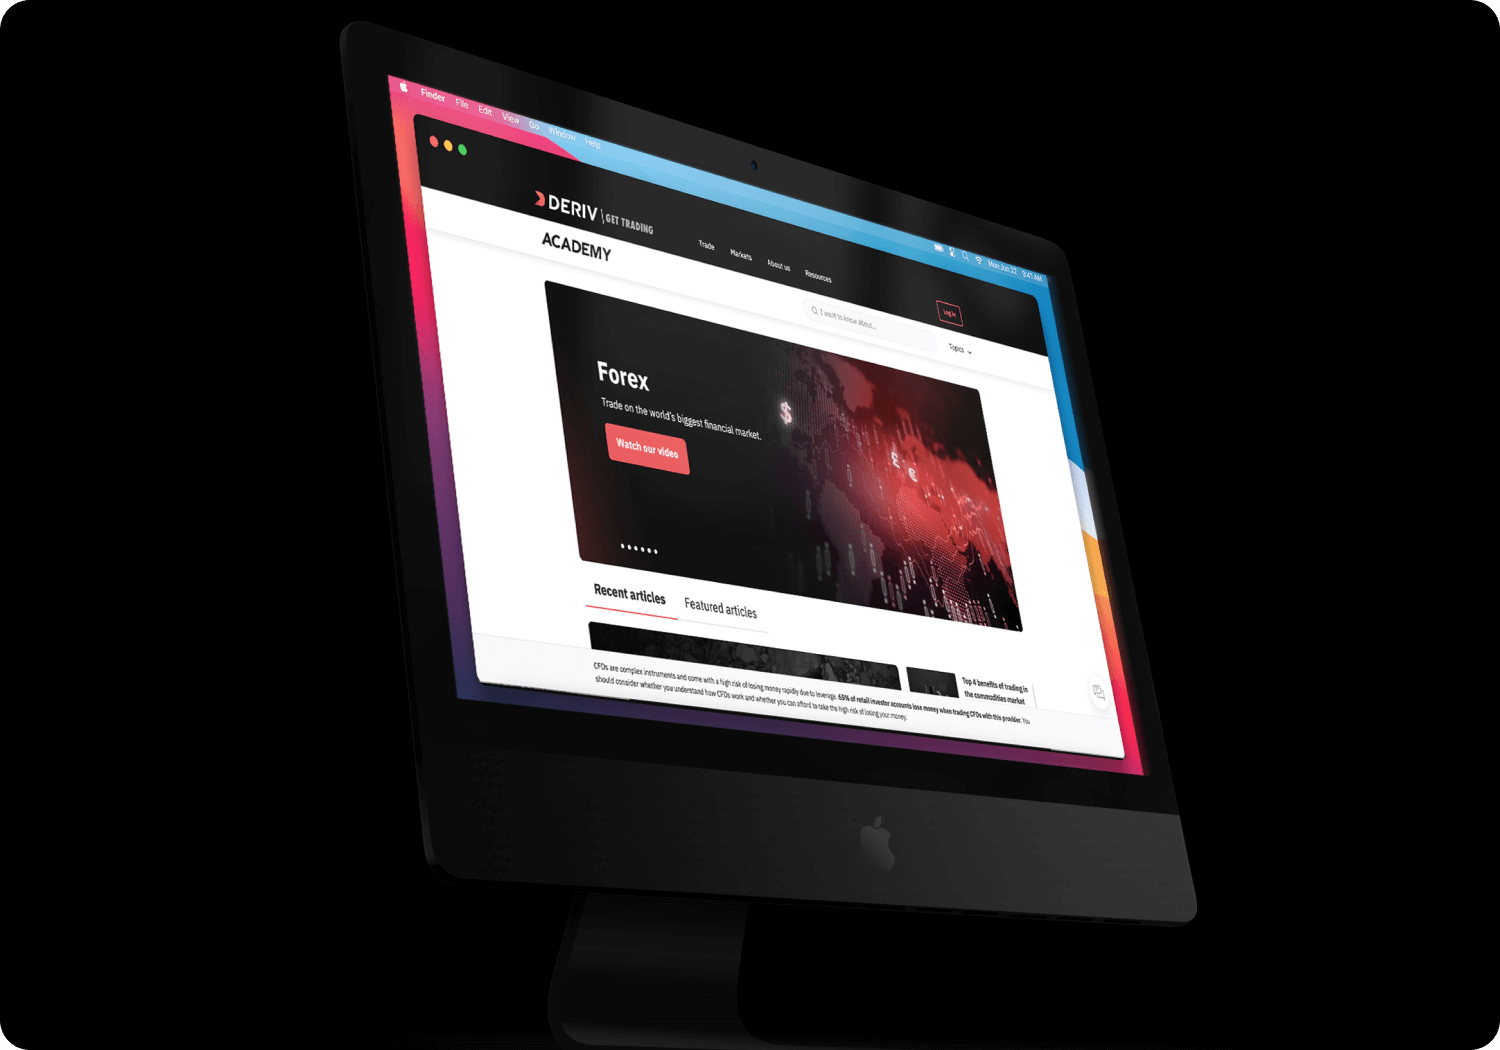 Finder File Edit View Go Window Help
Mon Jun 22 9:41 AM
DERIV | GET TRADING
Trade Markets About us Resources
Log in
ACADEMY
I want to know about...
Topics
Forex
Trade on the world's biggest financial market.
Watch our video
$
£
€
Recent articles Featured articles
Top 4 benefits of trading in
the commodities market
CFDs are complex instruments and come with a high risk of losing money rapidly due to leverage. 65% of retail investor accounts lose money when trading CFDs with this provider. You
should consider whether you understand how CFDs work and whether you can afford to take the high risk of losing your money.